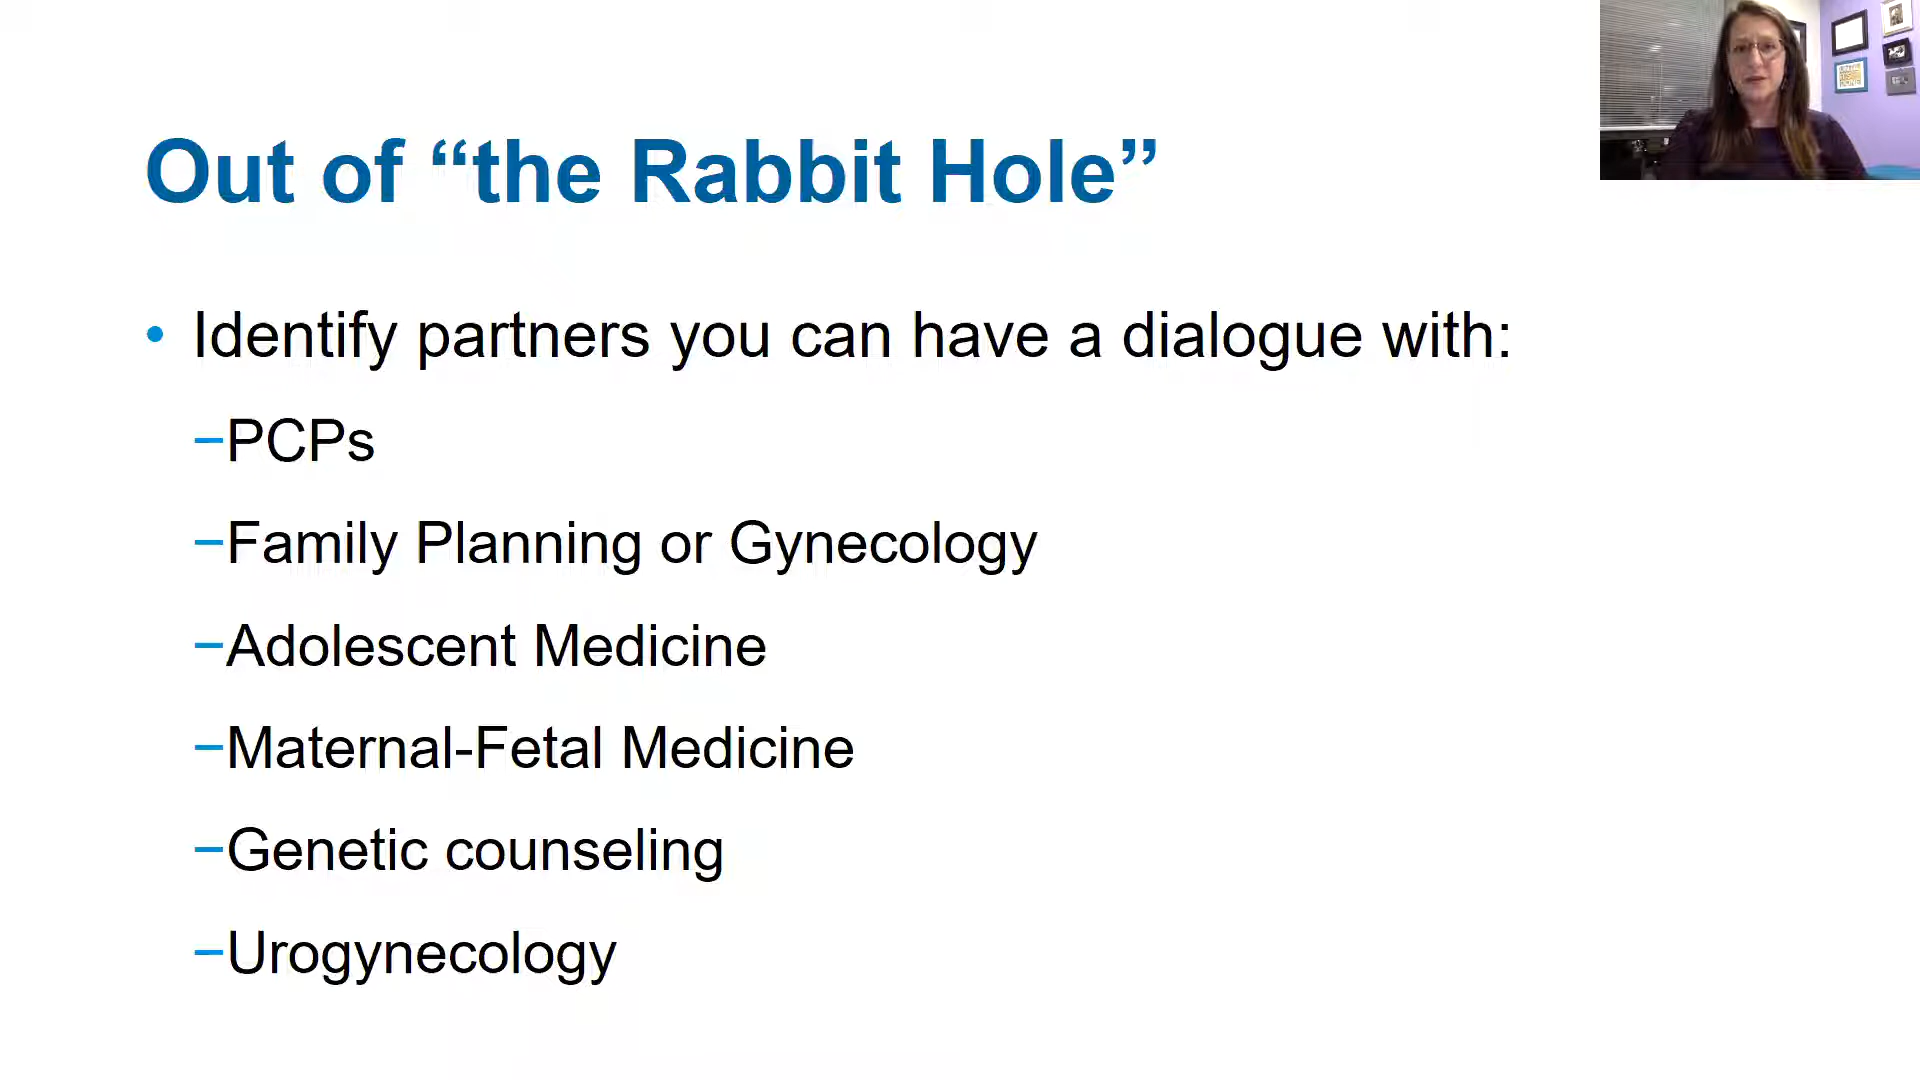 Out of “the Rabbit Hole”
• Identify partners you can have a dialogue with:
–PCPs
–Family Planning or Gynecology
–Adolescent Medicine
–Maternal-Fetal Medicine
–Genetic counseling
–Urogynecology